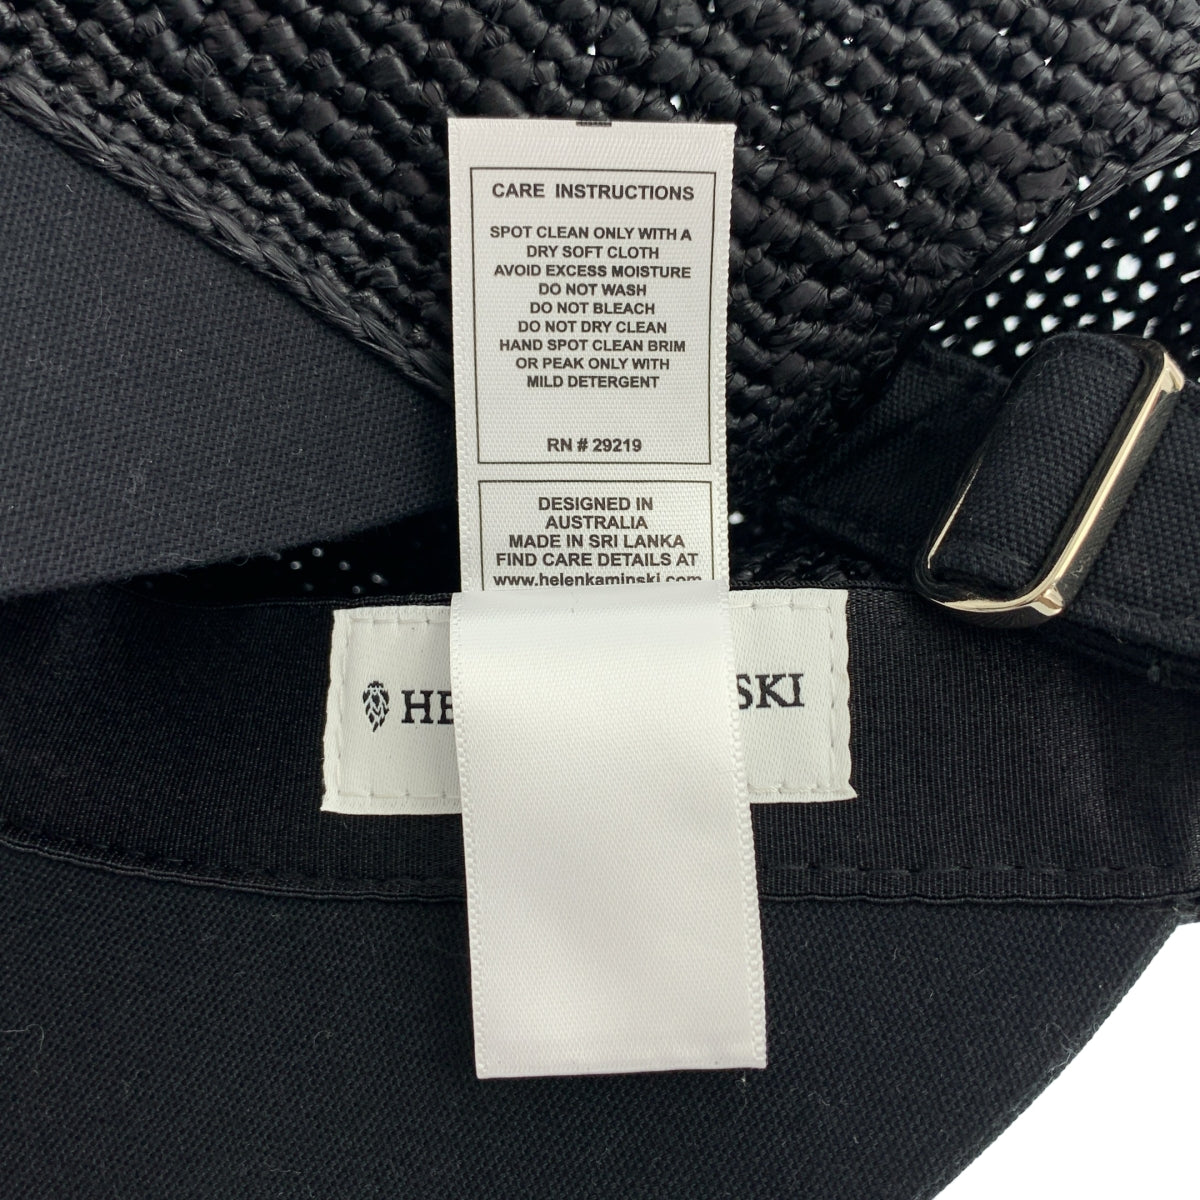 CARE INSTRUCTIONS
SPOT CLEAN ONLY WITH A
DRY SOFT CLOTH
AVOID EXCESS MOISTURE
DO NOT WASH
DO NOT BLEACH
DO NOT DRY CLEAN
HAND SPOT CLEAN BRIM
OR PEAK ONLY WITH
MILD DETERGENT
RN # 29219
DESIGNED IN
AUSTRALIA
MADE IN SRI LANKA
FIND CARE DETAILS AT
www.helenkaminski.com
HE SKI